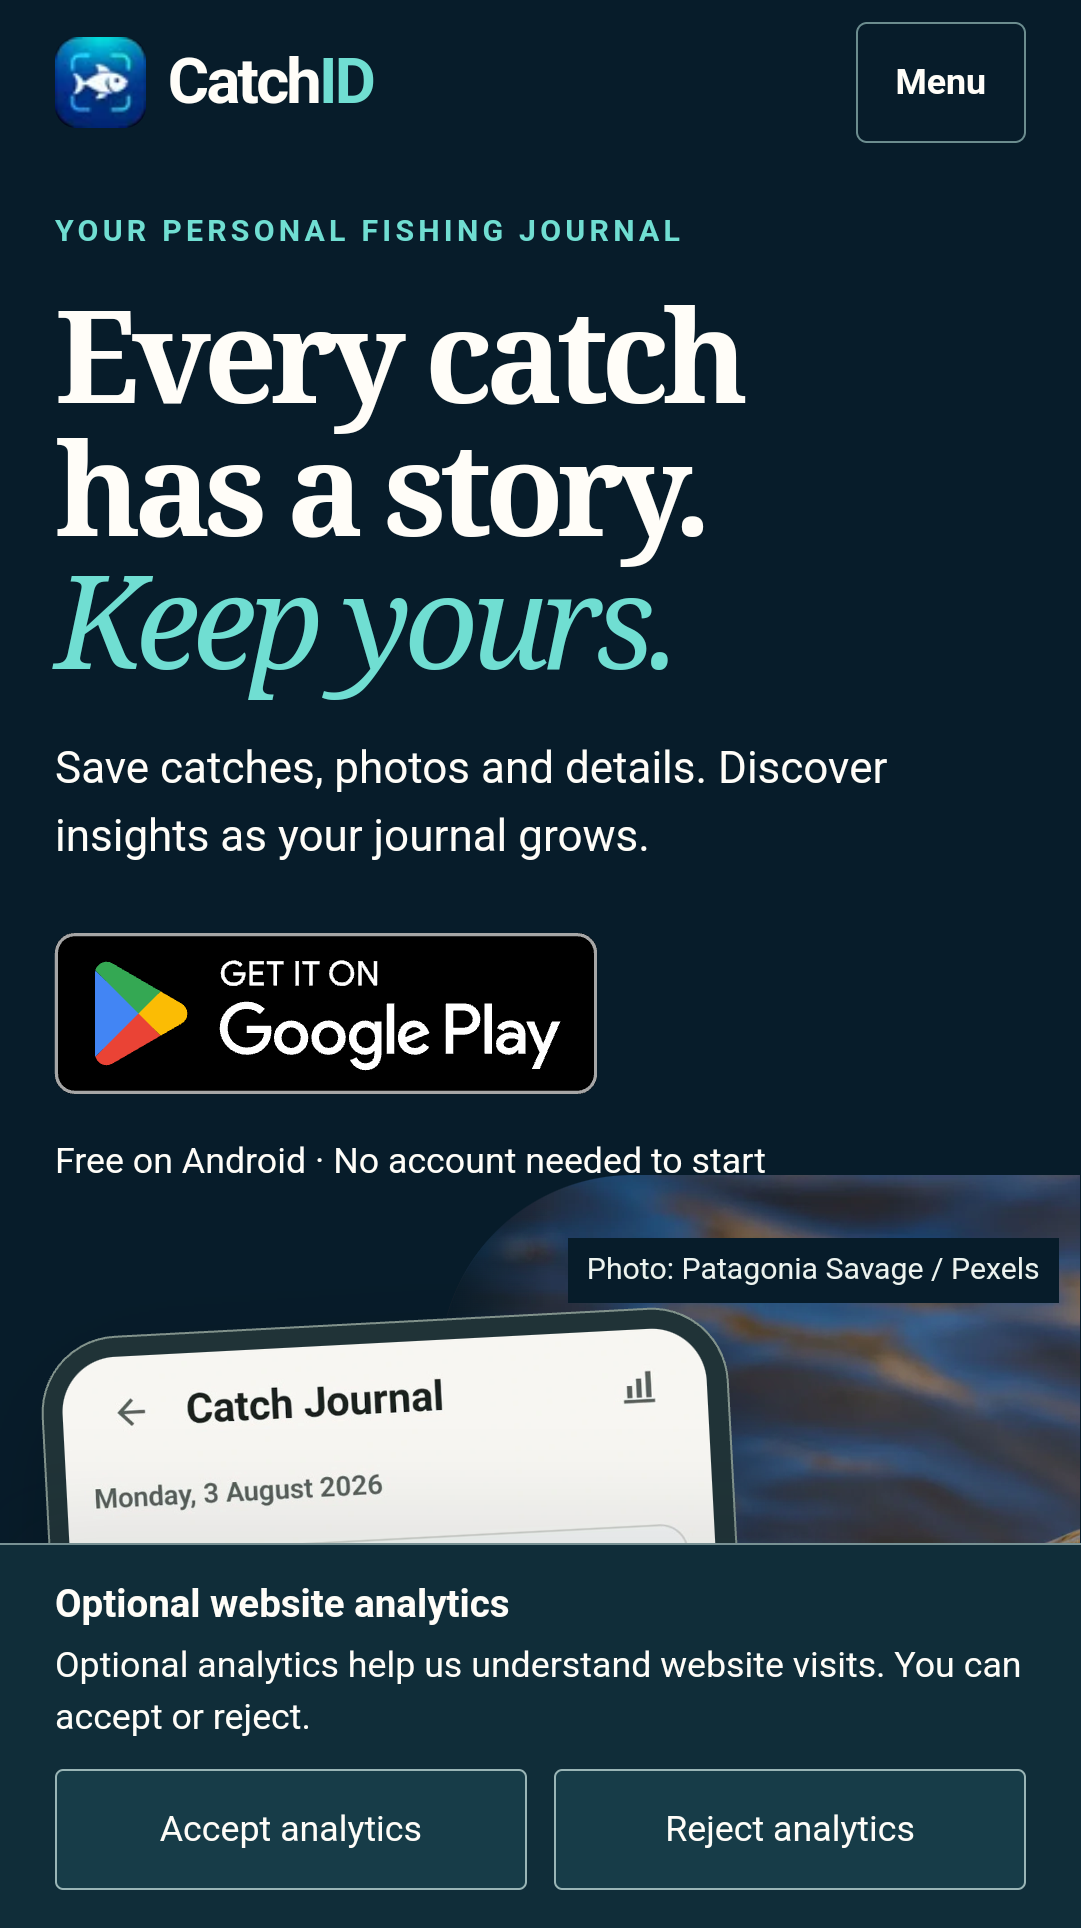 CatchID
Menu
YOUR PERSONAL FISHING JOURNAL
Every catch
has a story.
Keep yours.
Save catches, photos and details. Discover
insights as your journal grows.
GET IT ON
Google Play
Free on Android · No account needed to start
Photo: Patagonia Savage / Pexels
Catch Journal
Monday, 3 August 2026
Optional website analytics
Optional analytics help us understand website visits. You can
accept or reject.
Accept analytics
Reject analytics